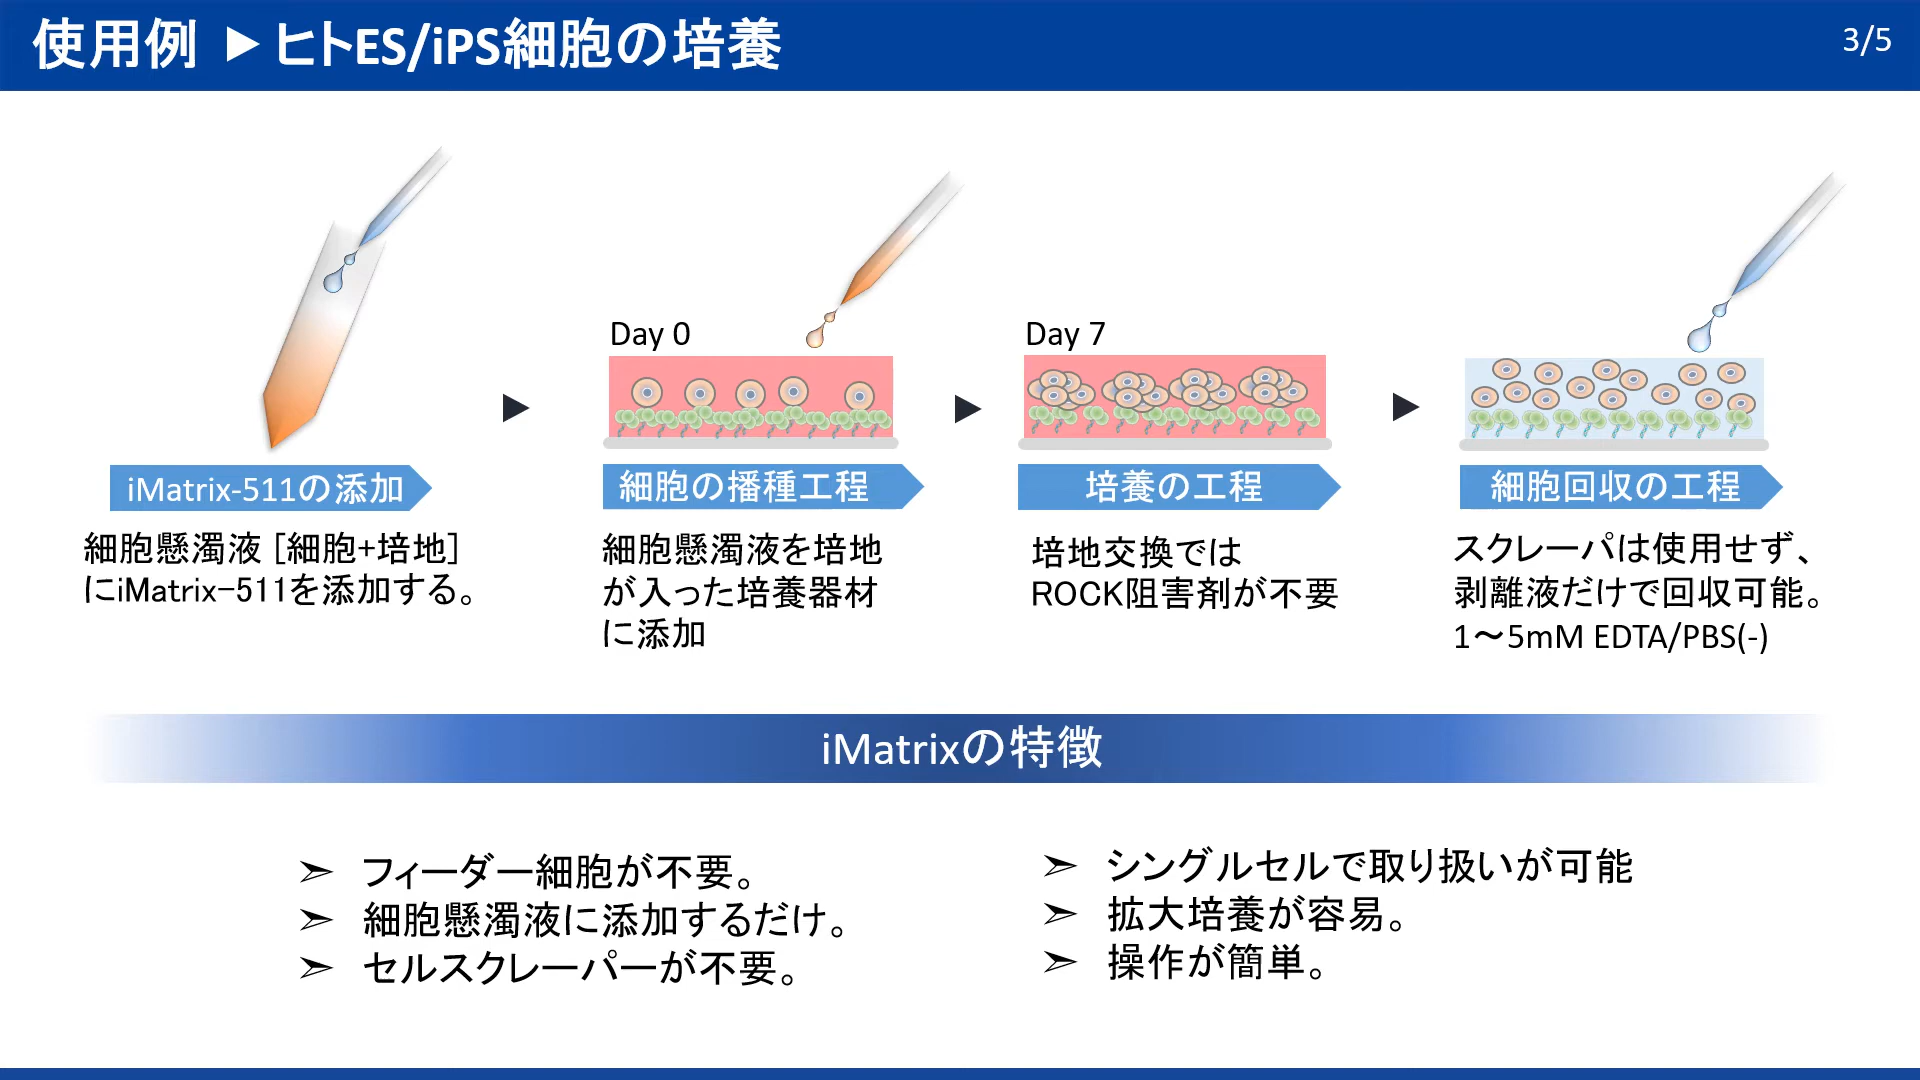 使用例 ▶ ヒトES/iPS細胞の培養
3/5
iMatrix-511の添加
細胞懸濁液 [細胞+培地]
にiMatrix-511を添加する。
Day 0
細胞の播種工程
細胞懸濁液を培地
が入った培養器材
に添加
Day 7
培養の工程
培地交換では
ROCK阻害剤が不要
細胞回収の工程
スクレーパは使用せず、
剥離液だけで回収可能。
1～5mM EDTA/PBS(-)
iMatrixの特徴
➢ フィーダー細胞が不要。
➢ 細胞懸濁液に添加するだけ。
➢ セルスクレーパーが不要。
➢ シングルセルで取り扱いが可能
➢ 拡大培養が容易。
➢ 操作が簡単。